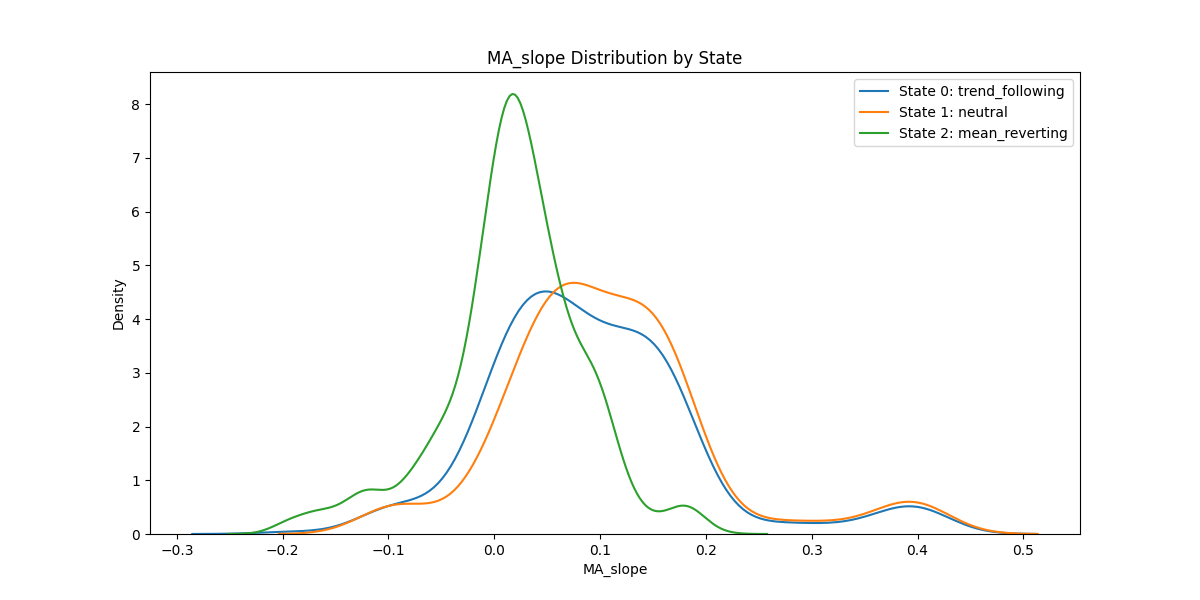 MA_slope Distribution by State
State 0: trend_following
State 1: neutral
State 2: mean_reverting
Density
8
7
6
5
4
3
2
1
0
−0.3 −0.2 −0.1 0.0 0.1 0.2 0.3 0.4 0.5
MA_slope